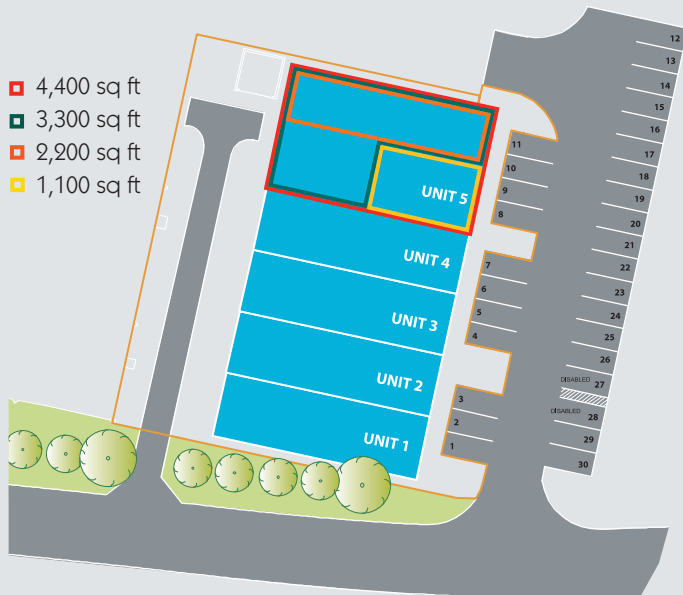 4,400 sq ft
3,300 sq ft
2,200 sq ft
1,100 sq ft
UNIT 5
UNIT 4
UNIT 3
UNIT 2
UNIT 1
11
10
9
8
7
6
5
4
3
2
1
12
13
14
15
16
17
18
19
20
21
22
23
24
25
26
DISABLED 27
DISABLED 28
29
30